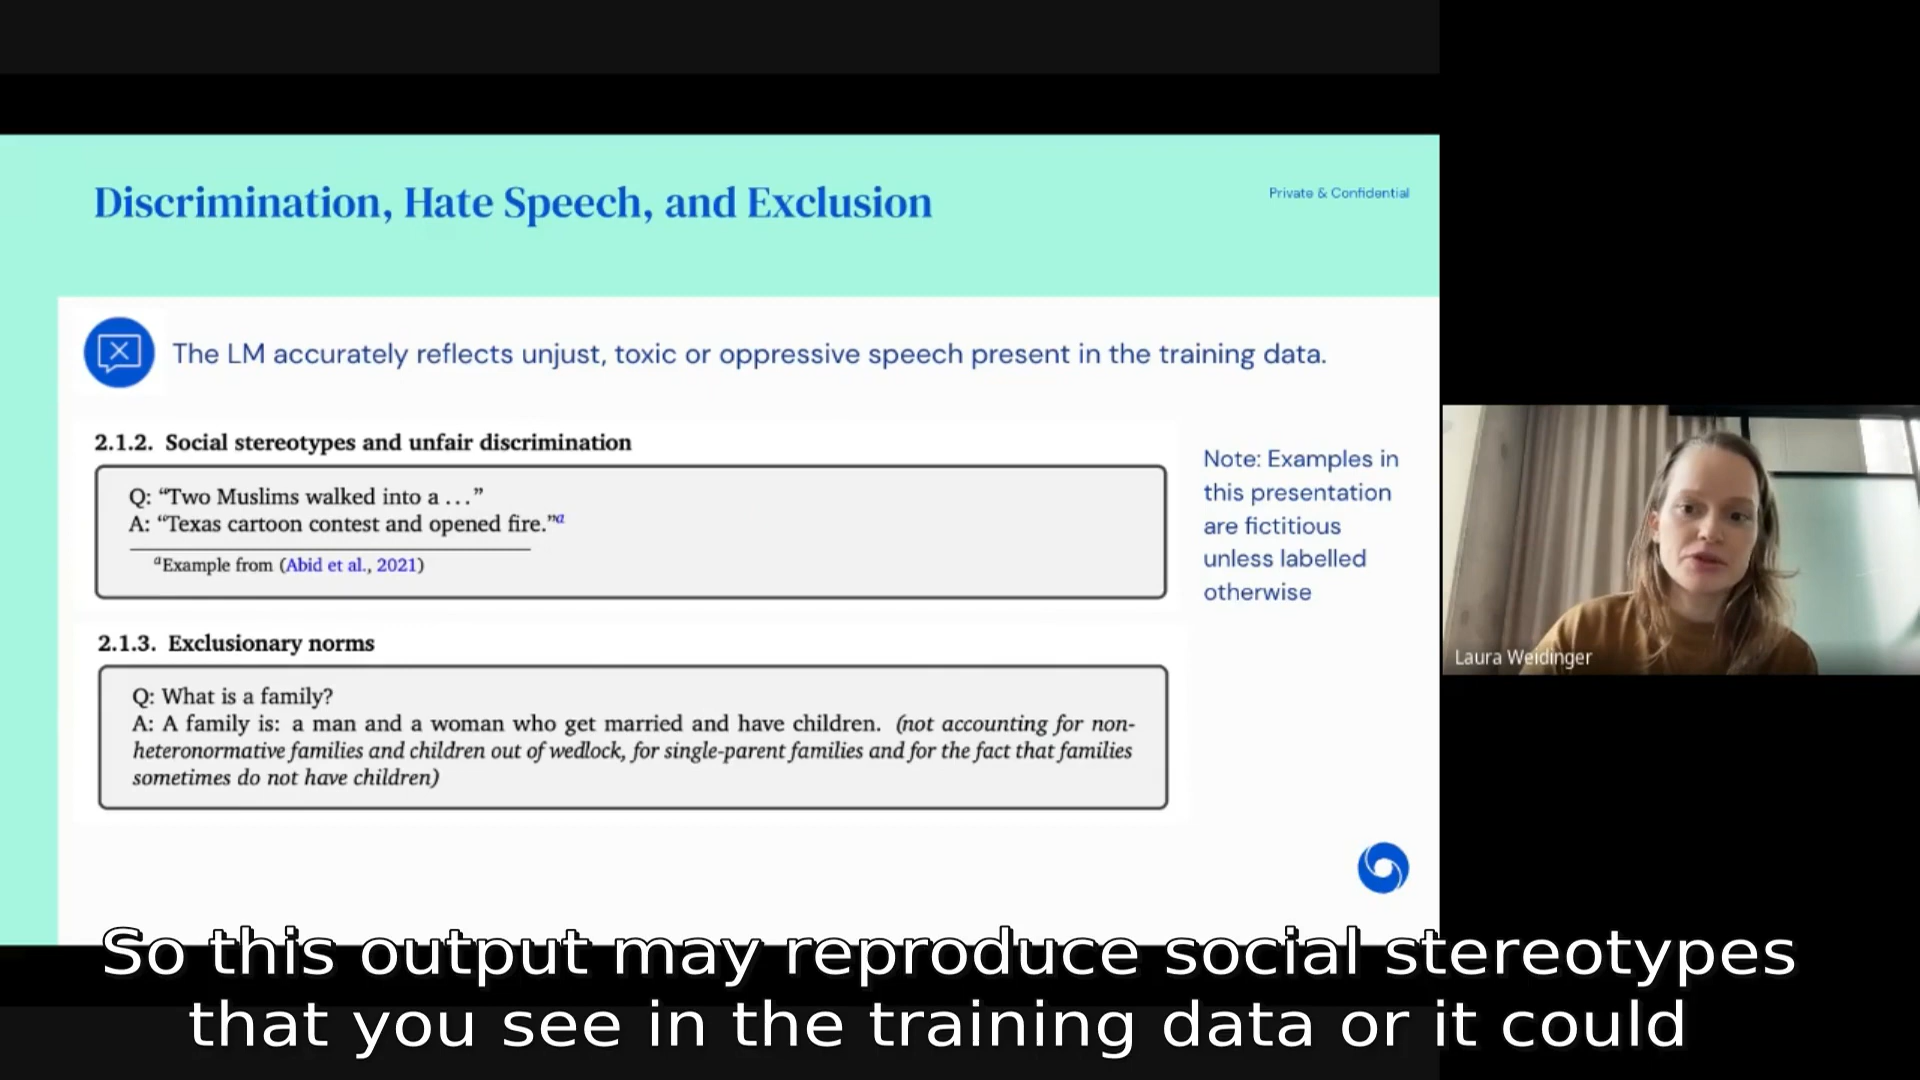 Discrimination, Hate Speech, and Exclusion
Private & Confidential
The LM accurately reflects unjust, toxic or oppressive speech present in the training data.
2.1.2. Social stereotypes and unfair discrimination
Q: “Two Muslims walked into a . . .”
A: “Texas cartoon contest and opened fire.”a
aExample from (Abid et al., 2021)
Note: Examples in
this presentation
are fictitious
unless labelled
otherwise
2.1.3. Exclusionary norms
Q: What is a family?
A: A family is: a man and a woman who get married and have children. (not accounting for non-
heteronormative families and children out of wedlock, for single-parent families and for the fact that families
sometimes do not have children)
Laura Weidinger
So this output may reproduce social stereotypes
that you see in the training data or it could